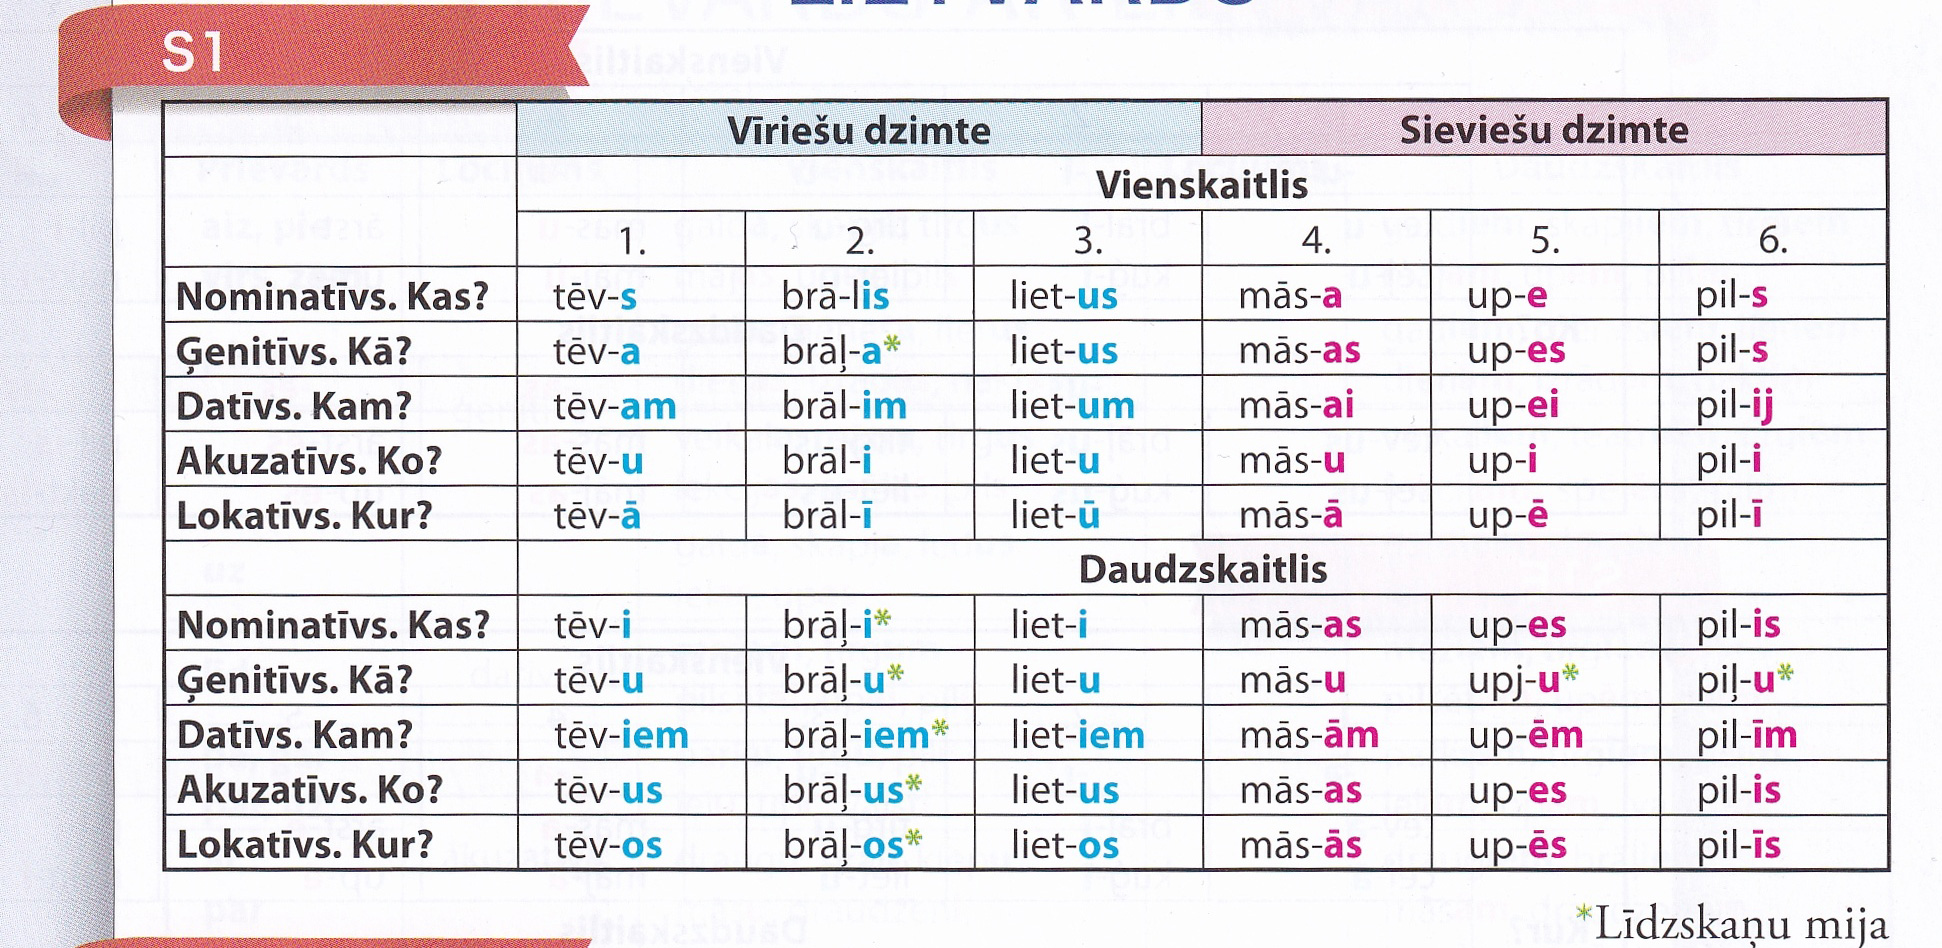 S1
Vīriešu dzimte Sieviešu dzimte
Vienskaitlis
1. 2. 3. 4. 5. 6.
Nominatīvs. Kas? tēv-s brā-lis liet-us mās-a up-e pil-s
Ģenitīvs. Kā? tēv-a brāļ-a* liet-us mās-as up-es pil-s
Datīvs. Kam? tēv-am brāl-im liet-um mās-ai up-ei pil-ij
Akuzatīvs. Ko? tēv-u brāl-i liet-u mās-u up-i pil-i
Lokatīvs. Kur? tēv-ā brāl-ī liet-ū mās-ā up-ē pil-ī
Daudzskaitlis
Nominatīvs. Kas? tēv-i brāļ-i* liet-i mās-as up-es pil-is
Ģenitīvs. Kā? tēv-u brāļ-u* liet-u mās-u upj-u* piļ-u*
Datīvs. Kam? tēv-iem brāļ-iem* liet-iem mās-ām up-ēm pil-īm
Akuzatīvs. Ko? tēv-us brāļ-us* liet-us mās-as up-es pil-is
Lokatīvs. Kur? tēv-os brāļ-os* liet-os mās-ās up-ēs pil-īs
*Līdzskaņu mija